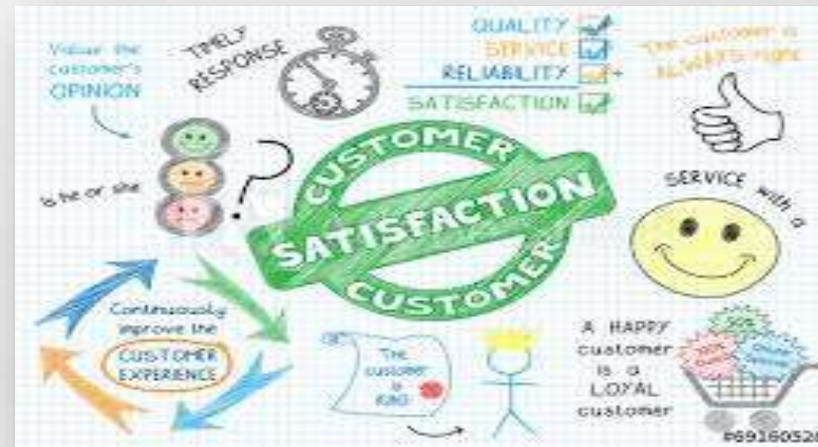 Value the
customer's
OPINION
TIMELY
RESPONSE
QUALITY
SERVICE
RELIABILITY
SATISFACTION
The customer is
ALWAYS right
Is he or she
?
CUSTOMER
SATISFACTION
CUSTOMER
SERVICE with a
Continuously
improve the
CUSTOMER
EXPERIENCE
The
customer
is
KING
A HAPPY
customer
is a
LOYAL
customer
50%